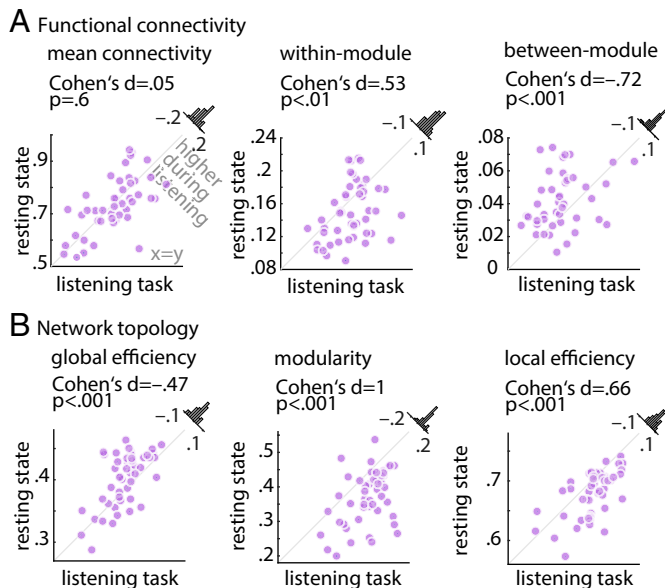 A Functional connectivity
mean connectivity
Cohen's d=.05
p=.6
−.2
.2
higher
during
listening
x=y
resting state
.9
.7
.5
listening task
within-module
Cohen's d=.53
p<.01
−.1
.1
resting state
.24
.20
.16
.12
.08
listening task
between-module
Cohen's d=−.72
p<.001
−.1
.1
resting state
.08
.06
.04
.02
0
listening task
B Network topology
global efficiency
Cohen's d=−.47
p<.001
−.1
.1
resting state
.4
.3
listening task
modularity
Cohen's d=1
p<.001
−.2
.2
resting state
.5
.4
.3
.2
listening task
local efficiency
Cohen's d=.66
p<.001
−.1
.1
resting state
.7
.6
listening task